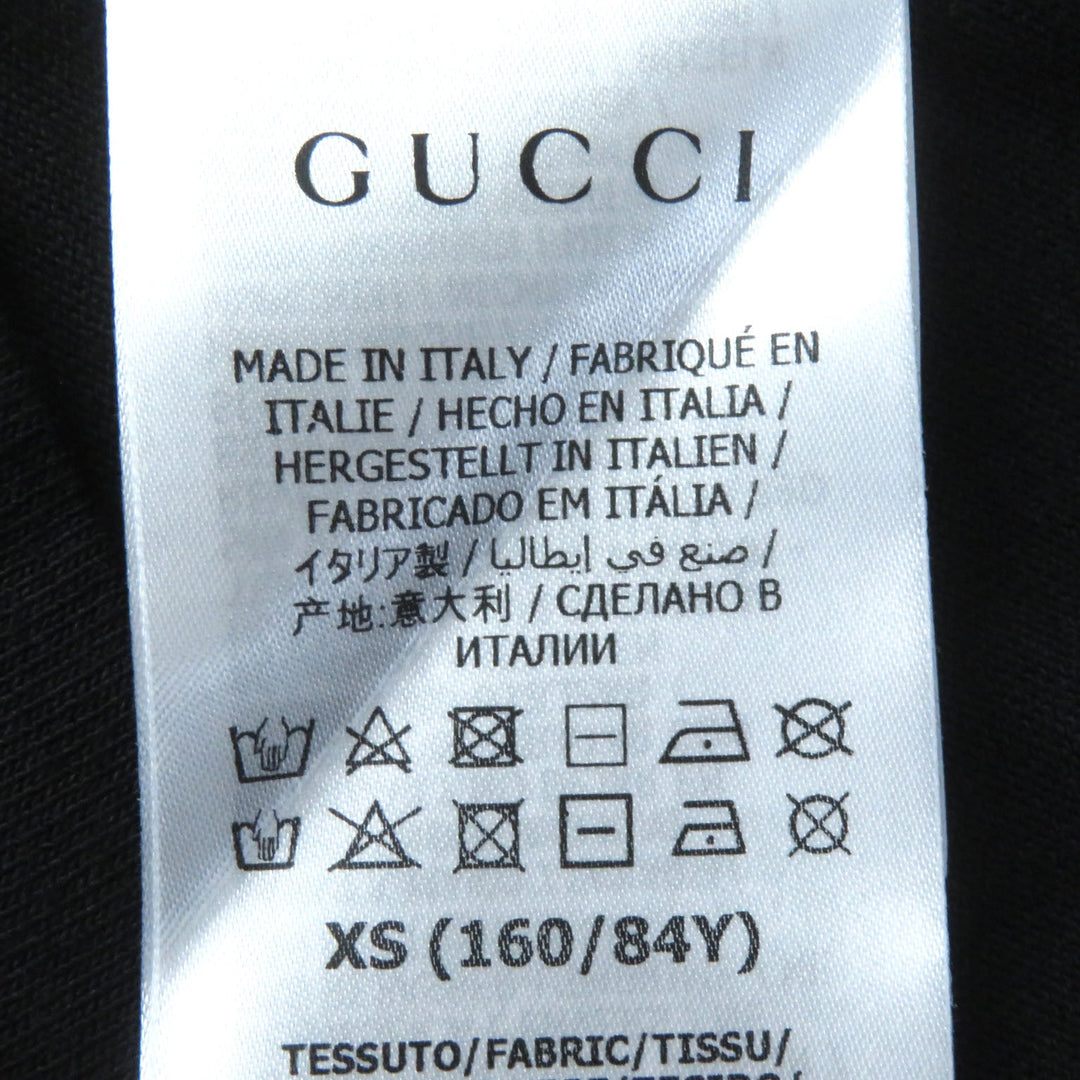 GUCCI
MADE IN ITALY / FABRIQUÉ EN
ITALIE / HECHO EN ITALIA /
HERGESTELLT IN ITALIEN /
FABRICADO EM ITÁLIA /
イタリア製 / صنع في إيطاليا /
产地:意大利 / СДЕЛАНО В
ИТАЛИИ
XS (160/84Y)
TESSUTO/FABRIC/TISSU/